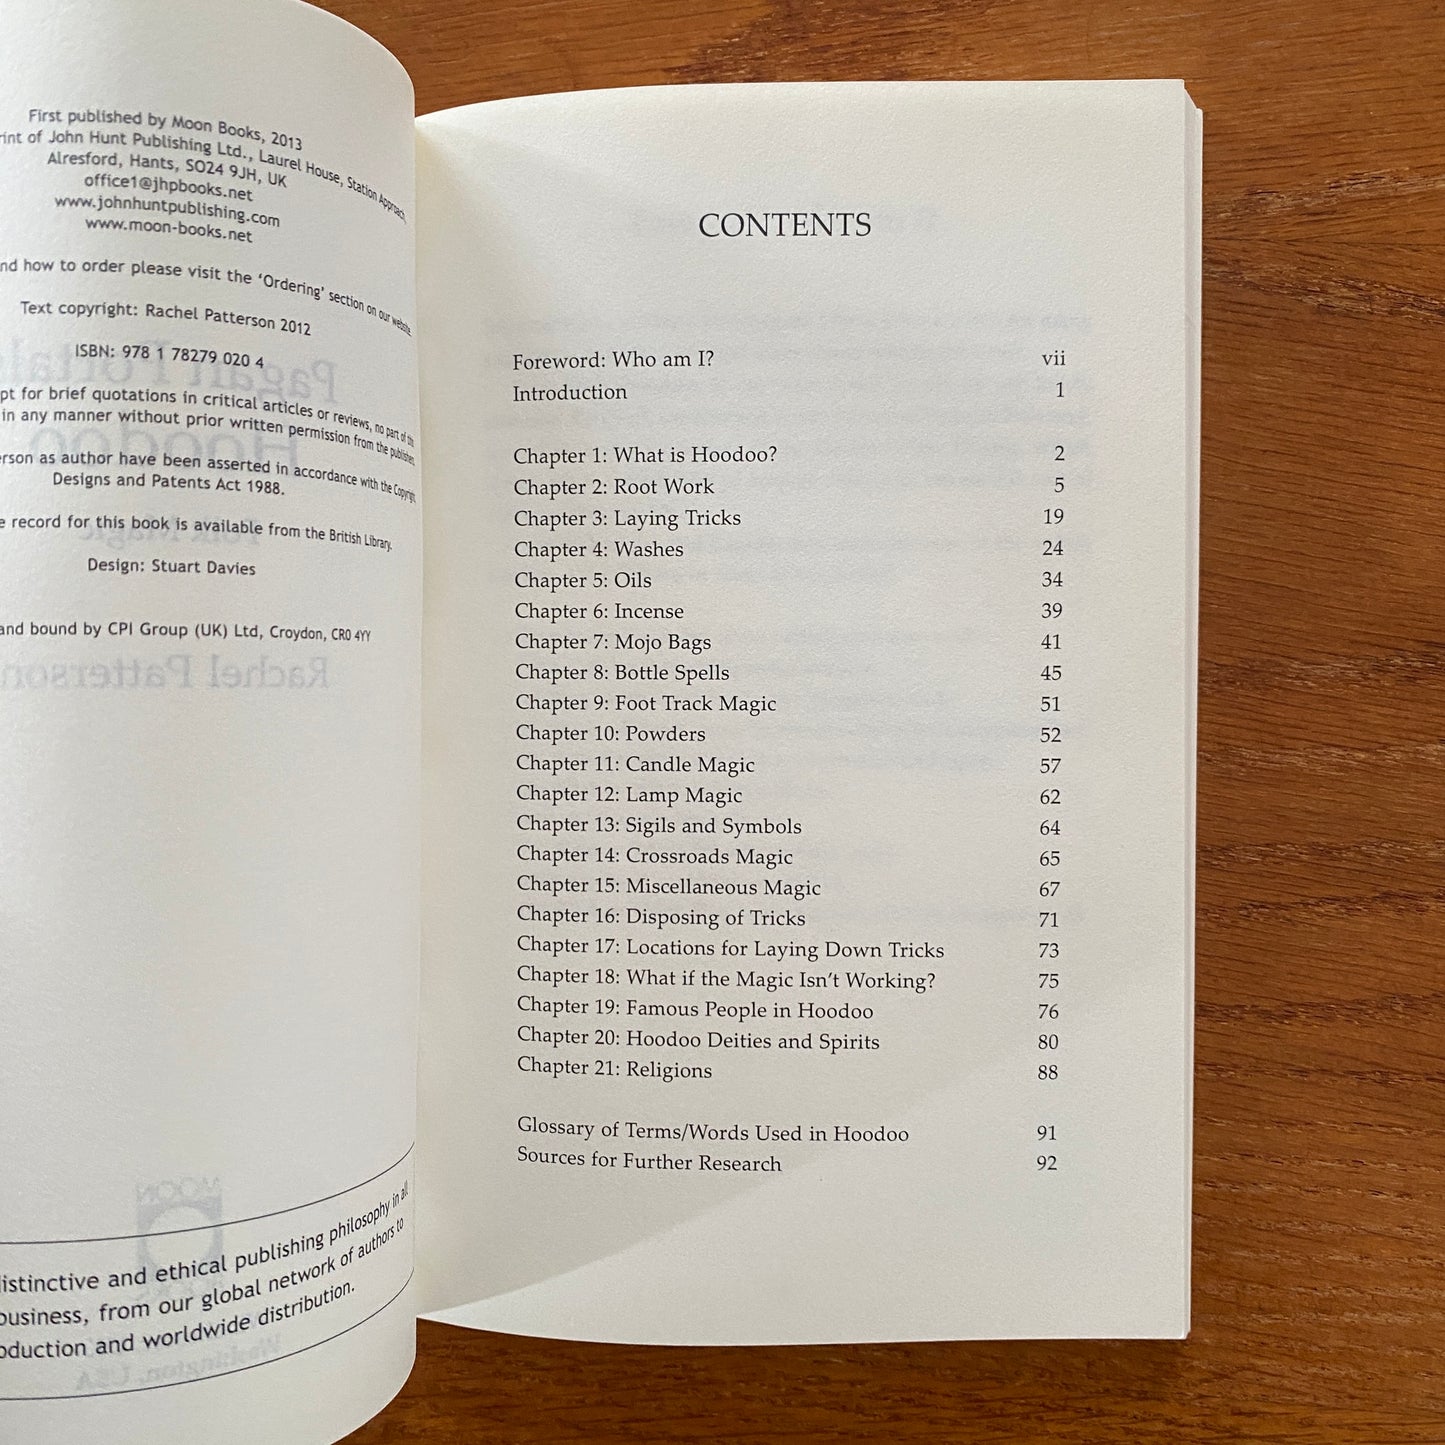 First published by Moon Books, 2013
of John Hunt Publishing Ltd., Laurel House, Station Approach,
Alresford, Hants, SO24 9JH, UK
office1@jhpbooks.net
www.johnhuntpublishing.com
www.moon-books.net
how to order please visit the ‘Ordering’ section on our website.
Text copyright: Rachel Patterson 2012
ISBN: 978 1 78279 020 4
for brief quotations in critical articles or reviews, no part of this
in any manner without prior written permission from the publishers.
as author have been asserted in accordance with the Copyright,
Designs and Patents Act 1988.
record for this book is available from the British Library.
Design: Stuart Davies
and bound by CPI Group (UK) Ltd, Croydon, CR0 4YY
distinctive and ethical publishing philosophy in all
business, from our global network of authors to
and worldwide distribution.
CONTENTS
Foreword: Who am I? vii
Introduction 1
Chapter 1: What is Hoodoo? 2
Chapter 2: Root Work 5
Chapter 3: Laying Tricks 19
Chapter 4: Washes 24
Chapter 5: Oils 34
Chapter 6: Incense 39
Chapter 7: Mojo Bags 41
Chapter 8: Bottle Spells 45
Chapter 9: Foot Track Magic 51
Chapter 10: Powders 52
Chapter 11: Candle Magic 57
Chapter 12: Lamp Magic 62
Chapter 13: Sigils and Symbols 64
Chapter 14: Crossroads Magic 65
Chapter 15: Miscellaneous Magic 67
Chapter 16: Disposing of Tricks 71
Chapter 17: Locations for Laying Down Tricks 73
Chapter 18: What if the Magic Isn’t Working? 75
Chapter 19: Famous People in Hoodoo 76
Chapter 20: Hoodoo Deities and Spirits 80
Chapter 21: Religions 88
Glossary of Terms/Words Used in Hoodoo 91
Sources for Further Research 92